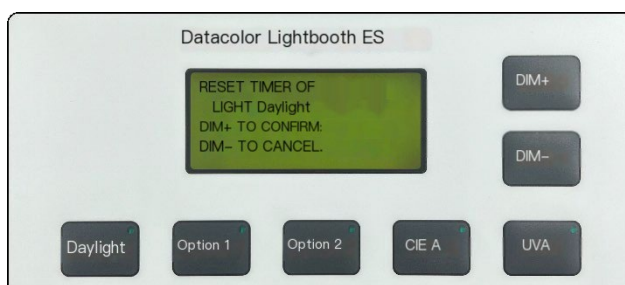 Datacolor Lightbooth ES
RESET TIMER OF
LIGHT Daylight
DIM+ TO CONFIRM:
DIM- TO CANCEL.
DIM+
DIM-
Daylight
Option 1
Option 2
CIE A
UVA